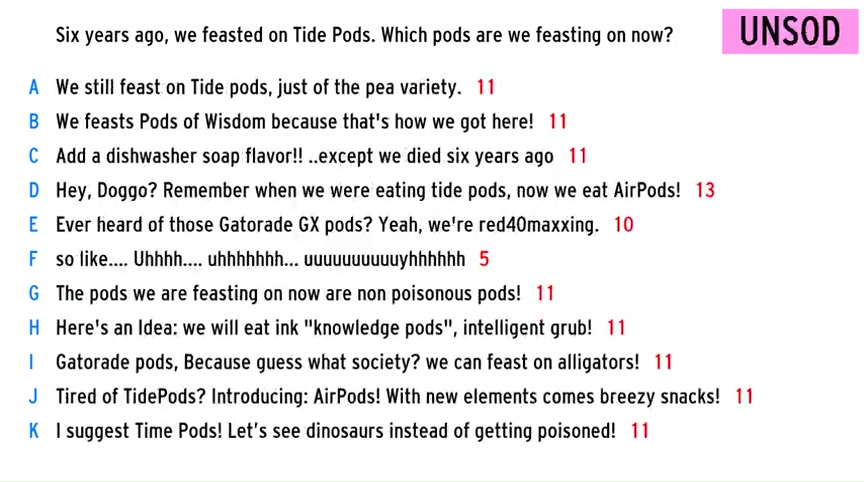 Six years ago, we feasted on Tide Pods. Which pods are we feasting on now?
UNSOD
A We still feast on Tide pods, just of the pea variety. 11
B We feasts Pods of Wisdom because that's how we got here! 11
C Add a dishwasher soap flavor!! ..except we died six years ago 11
D Hey, Doggo? Remember when we were eating tide pods, now we eat AirPods! 13
E Ever heard of those Gatorade GX pods? Yeah, we're red40maxxing. 10
F so like.... Uhhhh.... uhhhhhhh... uuuuuuuuuuyhhhhhh 5
G The pods we are feasting on now are non poisonous pods! 11
H Here's an Idea: we will eat ink "knowledge pods", intelligent grub! 11
I Gatorade pods, Because guess what society? we can feast on alligators! 11
J Tired of TidePods? Introducing: AirPods! With new elements comes breezy snacks! 11
K I suggest Time Pods! Let's see dinosaurs instead of getting poisoned! 11